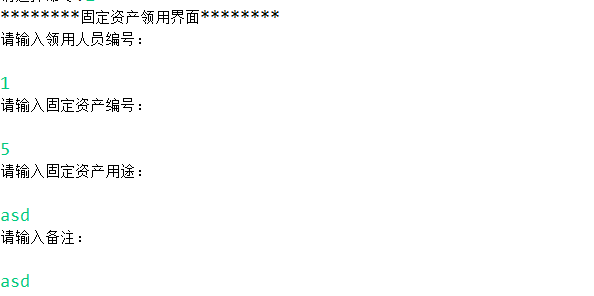 ********固定资产领用界面********
请输入领用人员编号：
1
请输入固定资产编号：
5
请输入固定资产用途：
asd
请输入备注：
asd